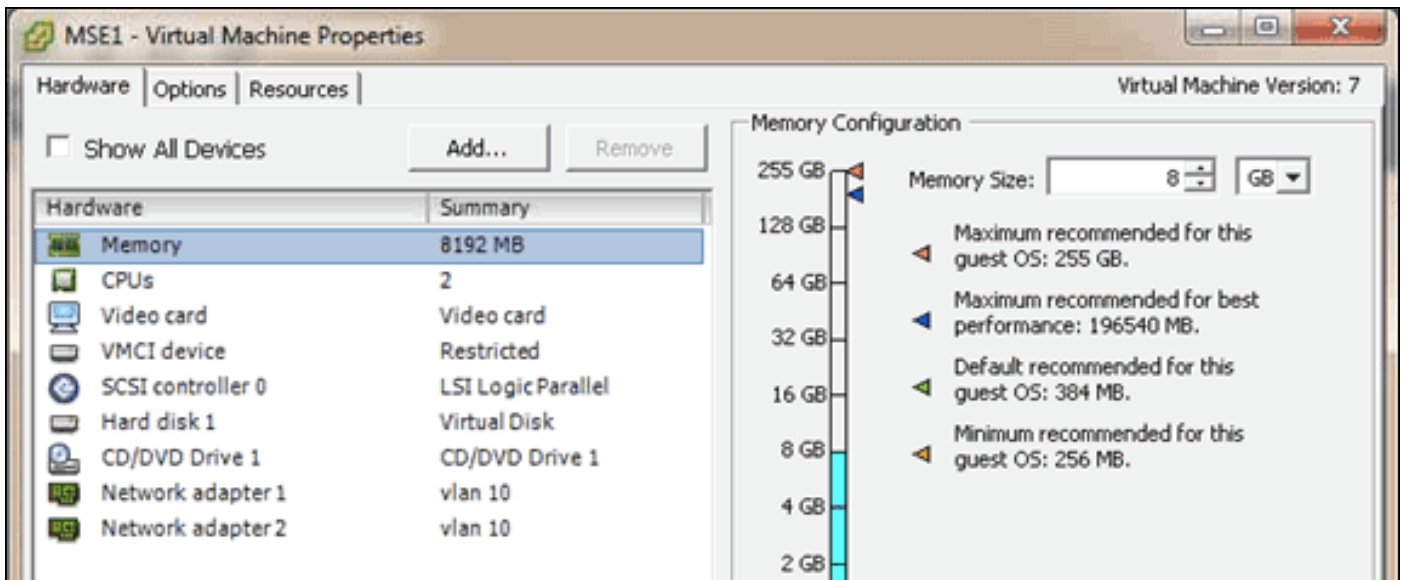 MSE1 - Virtual Machine Properties
Hardware Options Resources
Virtual Machine Version: 7
Show All Devices Add... Remove
Hardware Summary
Memory 8192 MB
CPUs 2
Video card Video card
VMCI device Restricted
SCSI controller 0 LSI Logic Parallel
Hard disk 1 Virtual Disk
CD/DVD Drive 1 CD/DVD Drive 1
Network adapter 1 vlan 10
Network adapter 2 vlan 10
Memory Configuration
255 GB
128 GB
64 GB
32 GB
16 GB
8 GB
4 GB
2 GB
Memory Size: 8 GB
Maximum recommended for this
guest OS: 255 GB.
Maximum recommended for best
performance: 196540 MB.
Default recommended for this
guest OS: 384 MB.
Minimum recommended for this
guest OS: 256 MB.